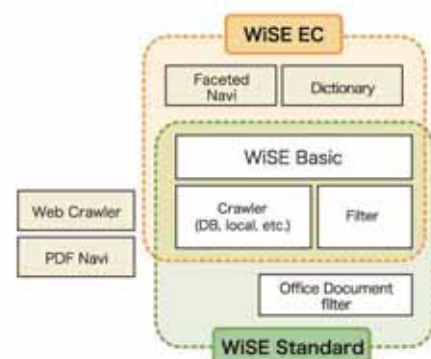 WiSE EC
Faceted
Navi
Dictionary
WiSE Basic
Web Crawler
Crawler
(DB, local, etc.)
Filter
PDF Navi
Office Document
filter
WiSE Standard